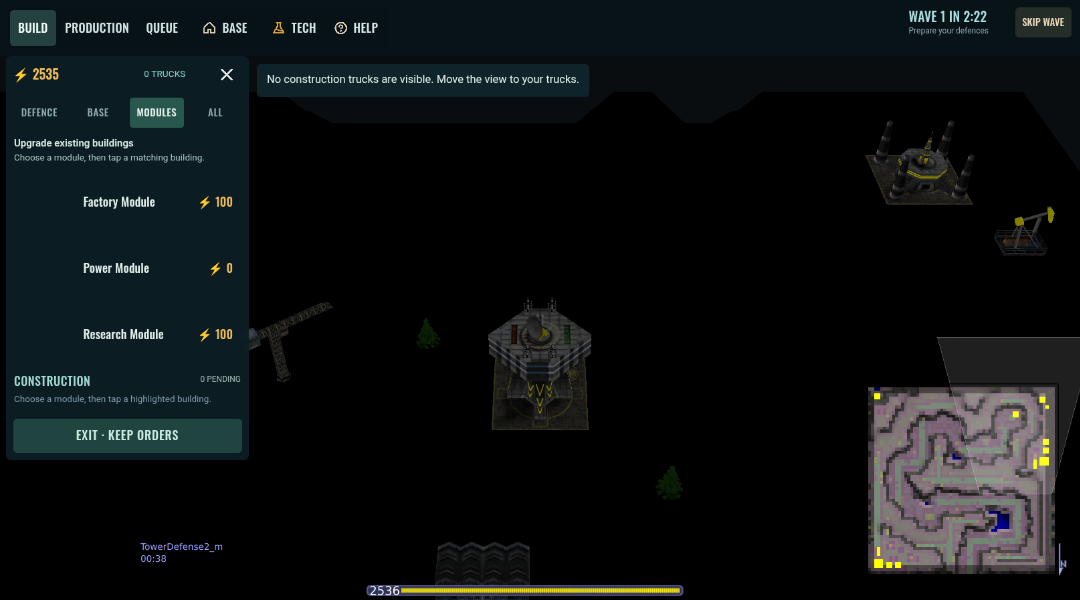 BUILD
PRODUCTION
QUEUE
BASE
TECH
HELP
WAVE 1 IN 2:22
Prepare your defences
SKIP WAVE
2535
0 TRUCKS
No construction trucks are visible. Move the view to your trucks.
DEFENCE
BASE
MODULES
ALL
Upgrade existing buildings
Choose a module, then tap a matching building.
Factory Module
100
Power Module
0
Research Module
100
CONSTRUCTION
0 PENDING
Choose a module, then tap a highlighted building.
EXIT · KEEP ORDERS
TowerDefense2_m
00:38
2536
N